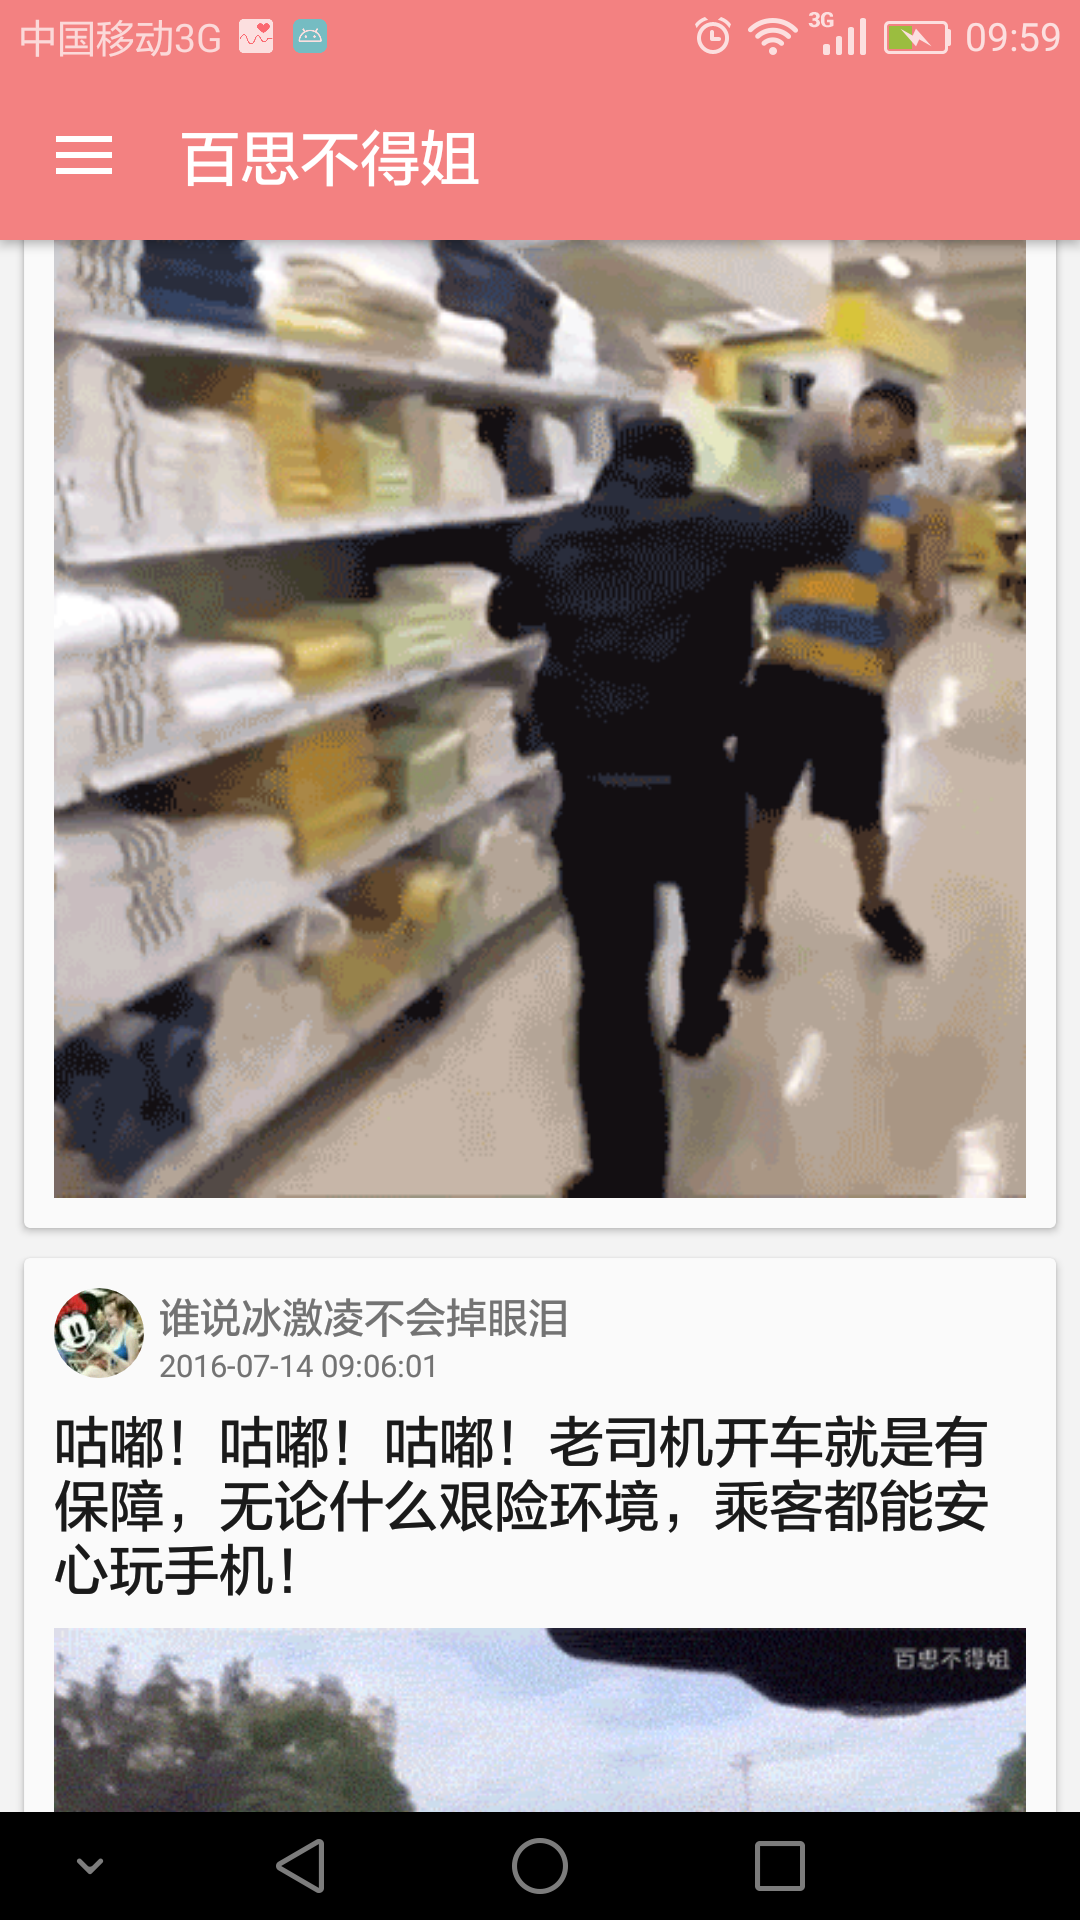 中国移动3G 3G 09:59
百思不得姐
谁说冰激凌不会掉眼泪
2016-07-14 09:06:01
咕嘟！咕嘟！咕嘟！老司机开车就是有
保障，无论什么艰险环境，乘客都能安
心玩手机！
百思不得姐